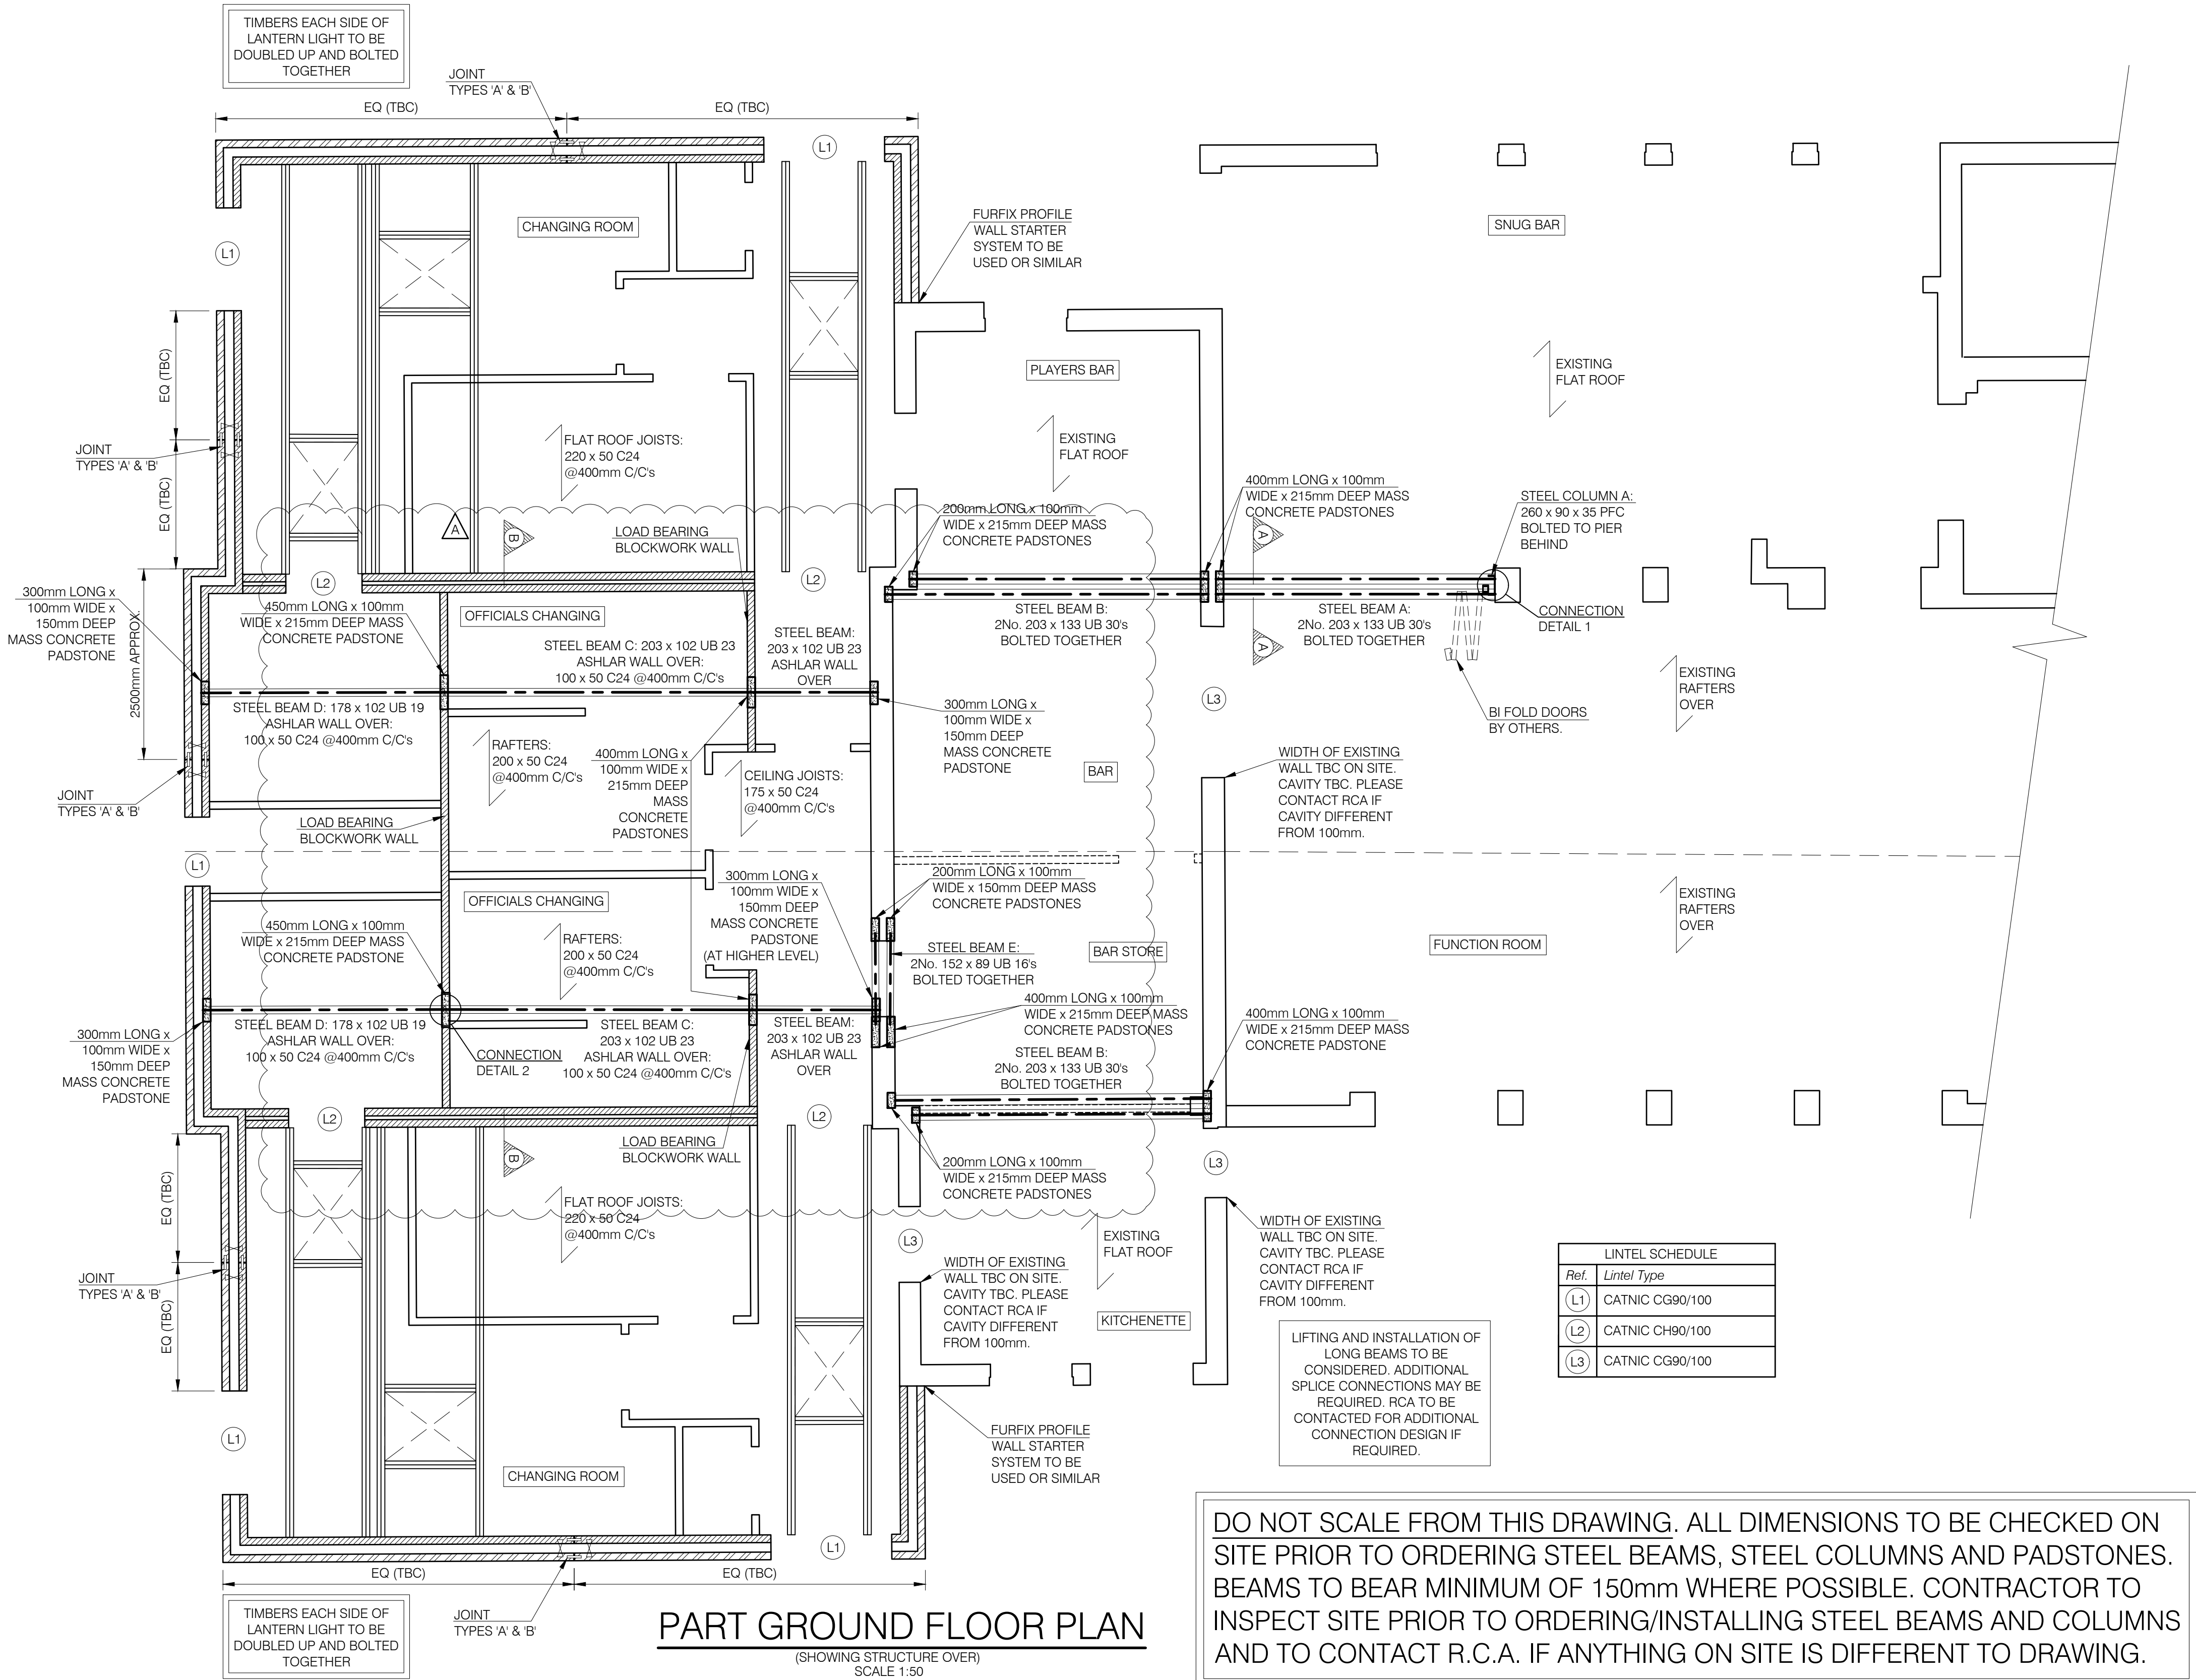 TIMBERS EACH SIDE OF
LANTERN LIGHT TO BE
DOUBLED UP AND BOLTED
TOGETHER
JOINT
TYPES 'A' & 'B'
EQ (TBC)
EQ (TBC)
L1
CHANGING ROOM
FURFIX PROFILE
WALL STARTER
SYSTEM TO BE
USED OR SIMILAR
SNUG BAR
L1
EQ (TBC)
PLAYERS BAR
EXISTING
FLAT ROOF
JOINT
TYPES 'A' & 'B'
EQ (TBC)
FLAT ROOF JOISTS:
220 x 50 C24
@400mm C/C's
EXISTING
FLAT ROOF
400mm LONG x 100mm
WIDE x 215mm DEEP MASS
CONCRETE PADSTONES
STEEL COLUMN A:
260 x 90 x 35 PFC
BOLTED TO PIER
BEHIND
200mm LONG x 100mm
WIDE x 215mm DEEP MASS
CONCRETE PADSTONES
A
B
LOAD BEARING
BLOCKWORK WALL
A
L2
L2
300mm LONG x
100mm WIDE x
150mm DEEP
MASS CONCRETE
PADSTONE
2500mm APPROX.
450mm LONG x 100mm
WIDE x 215mm DEEP MASS
CONCRETE PADSTONE
OFFICIALS CHANGING
STEEL BEAM C: 203 x 102 UB 23
ASHLAR WALL OVER:
100 x 50 C24 @400mm C/C's
STEEL BEAM:
203 x 102 UB 23
ASHLAR WALL
OVER
STEEL BEAM B:
2No. 203 x 133 UB 30's
BOLTED TOGETHER
A
STEEL BEAM A:
2No. 203 x 133 UB 30's
BOLTED TOGETHER
CONNECTION
DETAIL 1
EXISTING
RAFTERS
OVER
STEEL BEAM D: 178 x 102 UB 19
ASHLAR WALL OVER:
100 x 50 C24 @400mm C/C's
300mm LONG x
100mm WIDE x
150mm DEEP
MASS CONCRETE
PADSTONE
L3
BI FOLD DOORS
BY OTHERS.
RAFTERS:
200 x 50 C24
@400mm C/C's
400mm LONG x
100mm WIDE x
215mm DEEP
MASS
CONCRETE
PADSTONES
CEILING JOISTS:
175 x 50 C24
@400mm C/C's
BAR
WIDTH OF EXISTING
WALL TBC ON SITE.
CAVITY TBC. PLEASE
CONTACT RCA IF
CAVITY DIFFERENT
FROM 100mm.
JOINT
TYPES 'A' & 'B'
LOAD BEARING
BLOCKWORK WALL
L1
OFFICIALS CHANGING
300mm LONG x
100mm WIDE x
150mm DEEP
MASS CONCRETE
PADSTONE
(AT HIGHER LEVEL)
200mm LONG x 100mm
WIDE x 150mm DEEP MASS
CONCRETE PADSTONES
EXISTING
RAFTERS
OVER
450mm LONG x 100mm
WIDE x 215mm DEEP MASS
CONCRETE PADSTONE
RAFTERS:
200 x 50 C24
@400mm C/C's
STEEL BEAM E:
2No. 152 x 89 UB 16's
BOLTED TOGETHER
BAR STORE
FUNCTION ROOM
300mm LONG x
100mm WIDE x
150mm DEEP
MASS CONCRETE
PADSTONE
STEEL BEAM D: 178 x 102 UB 19
ASHLAR WALL OVER:
100 x 50 C24 @400mm C/C's
CONNECTION
DETAIL 2
STEEL BEAM C:
203 x 102 UB 23
ASHLAR WALL OVER:
100 x 50 C24 @400mm C/C's
STEEL BEAM:
203 x 102 UB 23
ASHLAR WALL
OVER
400mm LONG x 100mm
WIDE x 215mm DEEP MASS
CONCRETE PADSTONES
STEEL BEAM B:
2No. 203 x 133 UB 30's
BOLTED TOGETHER
400mm LONG x 100mm
WIDE x 215mm DEEP MASS
CONCRETE PADSTONE
L2
L2
B
LOAD BEARING
BLOCKWORK WALL
200mm LONG x 100mm
WIDE x 215mm DEEP MASS
CONCRETE PADSTONES
L3
EQ (TBC)
FLAT ROOF JOISTS:
220 x 50 C24
@400mm C/C's
L3
EXISTING
FLAT ROOF
WIDTH OF EXISTING
WALL TBC ON SITE.
CAVITY TBC. PLEASE
CONTACT RCA IF
CAVITY DIFFERENT
FROM 100mm.
JOINT
TYPES 'A' & 'B'
EQ (TBC)
WIDTH OF EXISTING
WALL TBC ON SITE.
CAVITY TBC. PLEASE
CONTACT RCA IF
CAVITY DIFFERENT
FROM 100mm.
KITCHENETTE
LINTEL SCHEDULE
Ref. Lintel Type
L1 CATNIC CG90/100
L2 CATNIC CH90/100
L3 CATNIC CG90/100
LIFTING AND INSTALLATION OF
LONG BEAMS TO BE
CONSIDERED. ADDITIONAL
SPLICE CONNECTIONS MAY BE
REQUIRED. RCA TO BE
CONTACTED FOR ADDITIONAL
CONNECTION DESIGN IF
REQUIRED.
L1
CHANGING ROOM
FURFIX PROFILE
WALL STARTER
SYSTEM TO BE
USED OR SIMILAR
L1
EQ (TBC)
EQ (TBC)
TIMBERS EACH SIDE OF
LANTERN LIGHT TO BE
DOUBLED UP AND BOLTED
TOGETHER
JOINT
TYPES 'A' & 'B'
PART GROUND FLOOR PLAN
(SHOWING STRUCTURE OVER)
SCALE 1:50
DO NOT SCALE FROM THIS DRAWING. ALL DIMENSIONS TO BE CHECKED ON
SITE PRIOR TO ORDERING STEEL BEAMS, STEEL COLUMNS AND PADSTONES.
BEAMS TO BEAR MINIMUM OF 150mm WHERE POSSIBLE. CONTRACTOR TO
INSPECT SITE PRIOR TO ORDERING/INSTALLING STEEL BEAMS AND COLUMNS
AND TO CONTACT R.C.A. IF ANYTHING ON SITE IS DIFFERENT TO DRAWING.